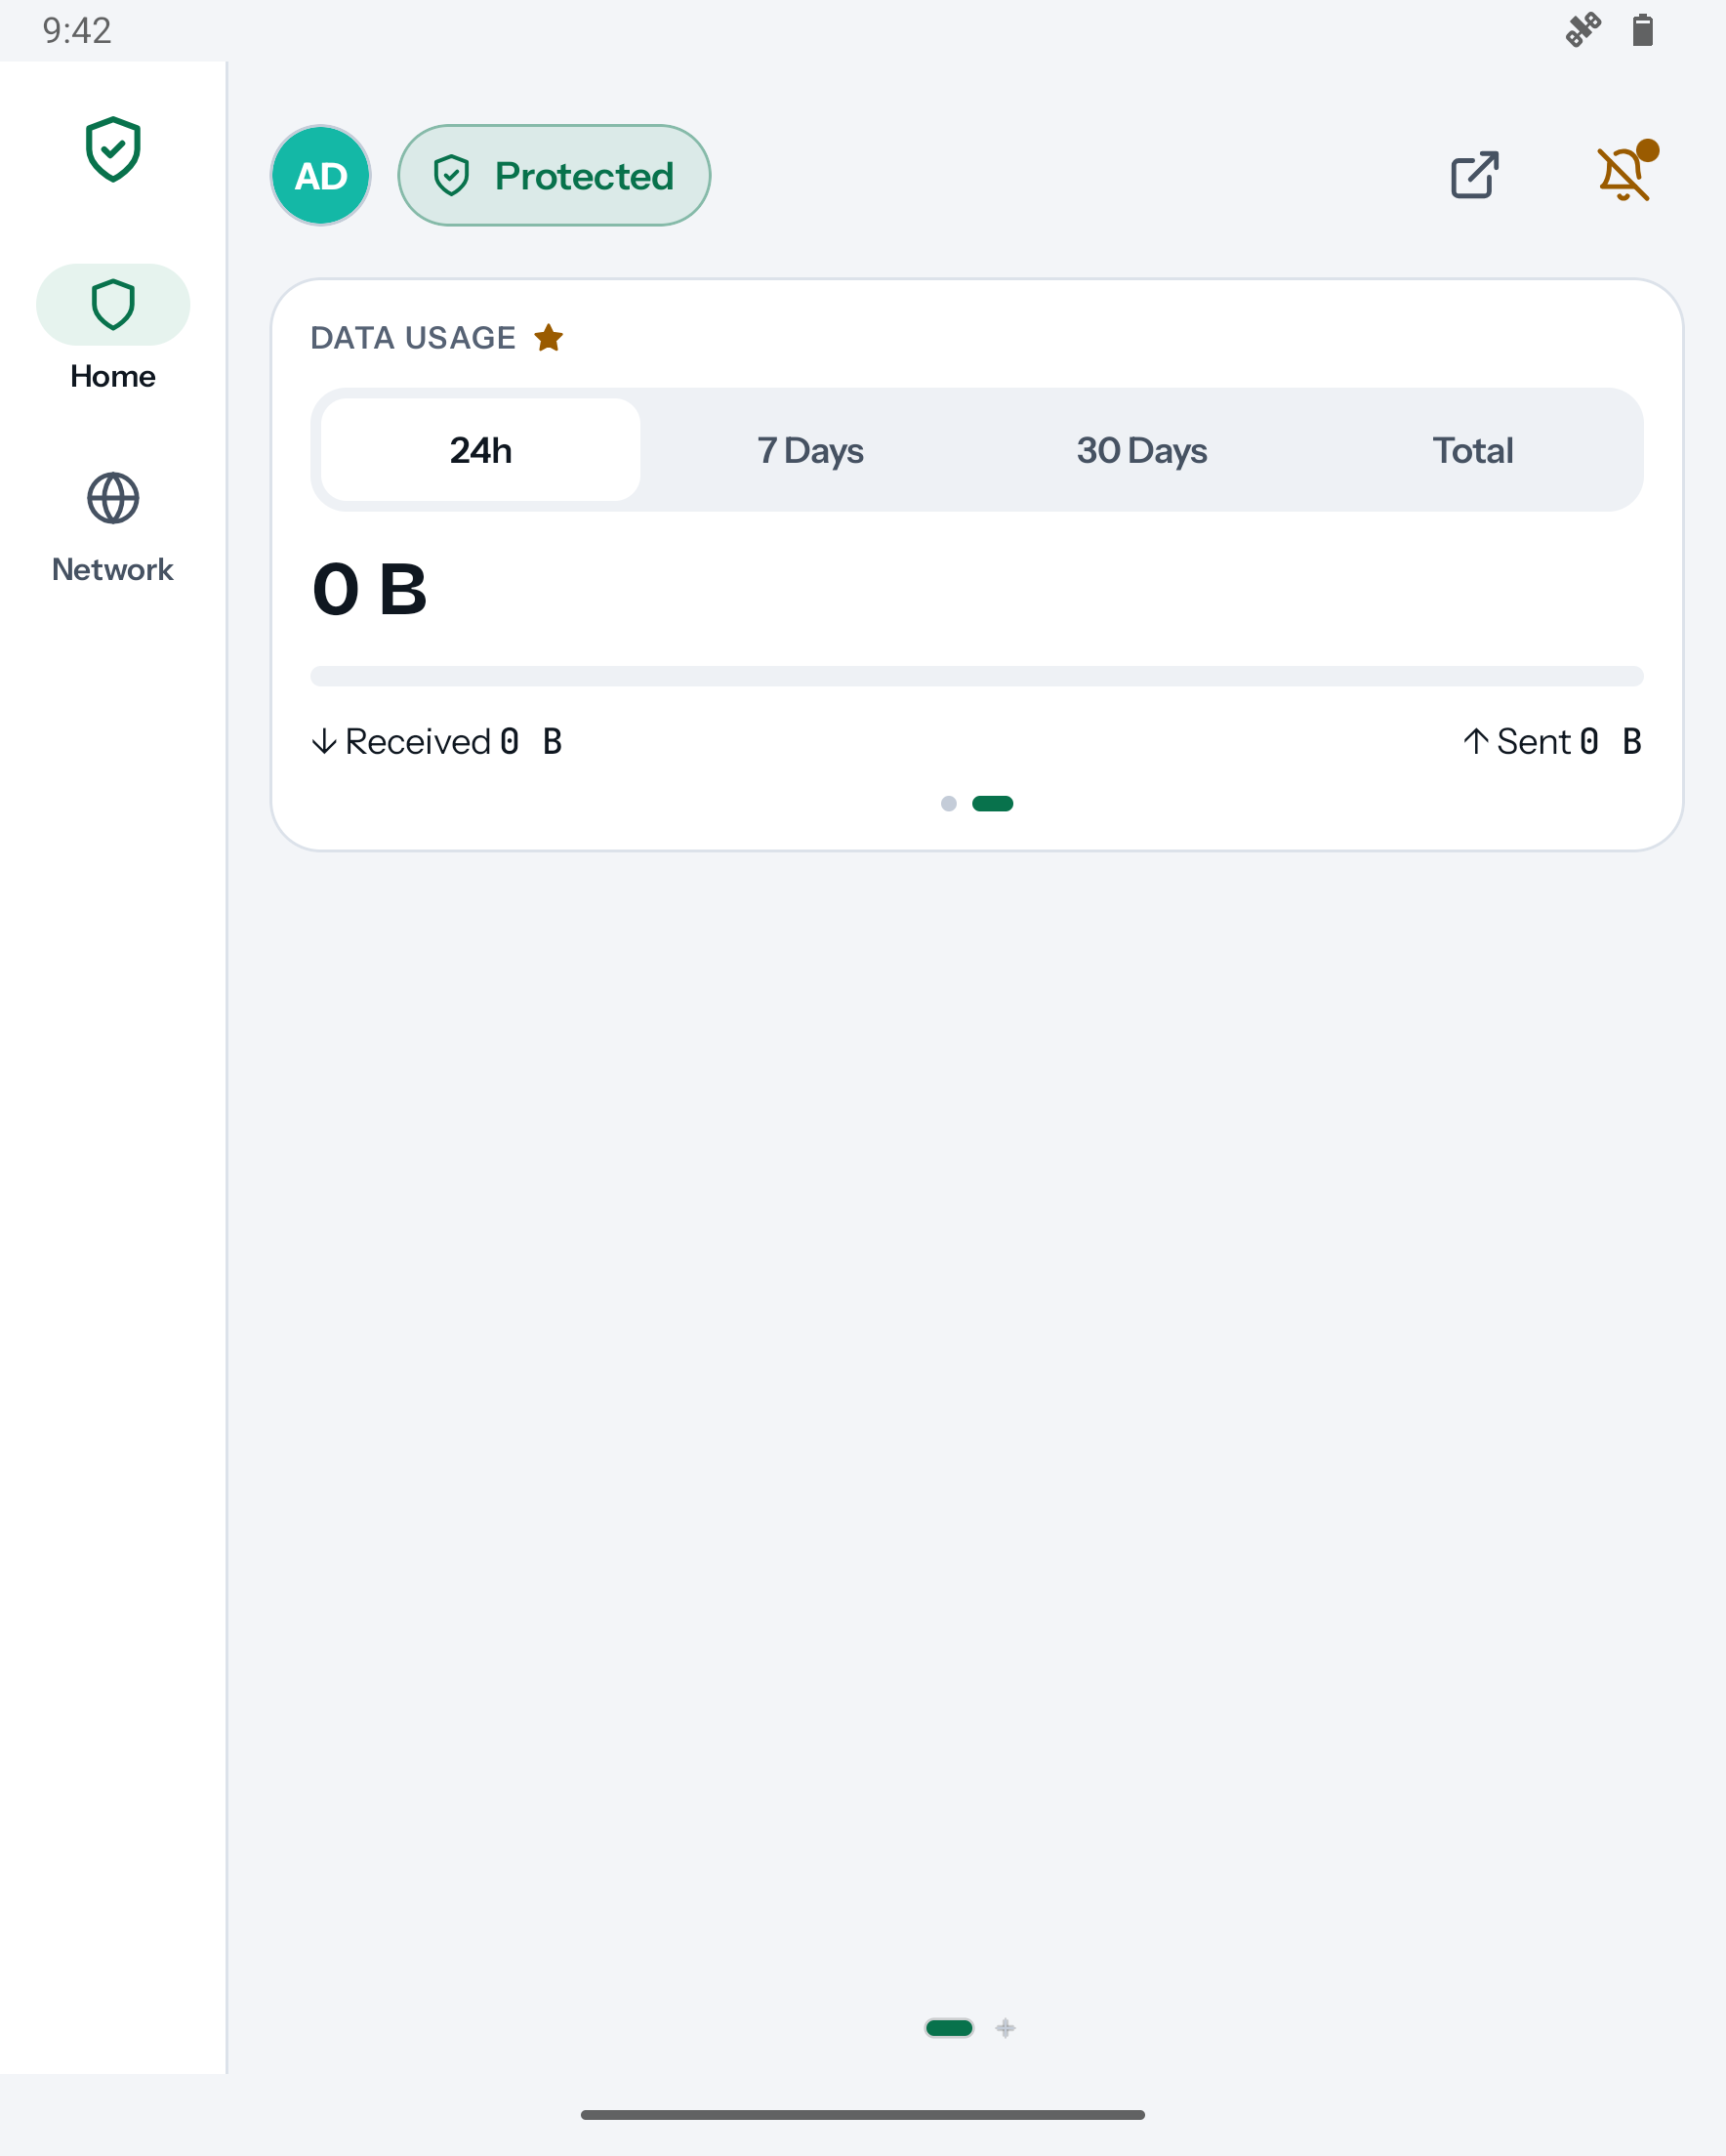 9:42
AD
Protected
Home
Network
DATA USAGE
24h
7 Days
30 Days
Total
0 B
Received 0 B
Sent 0 B